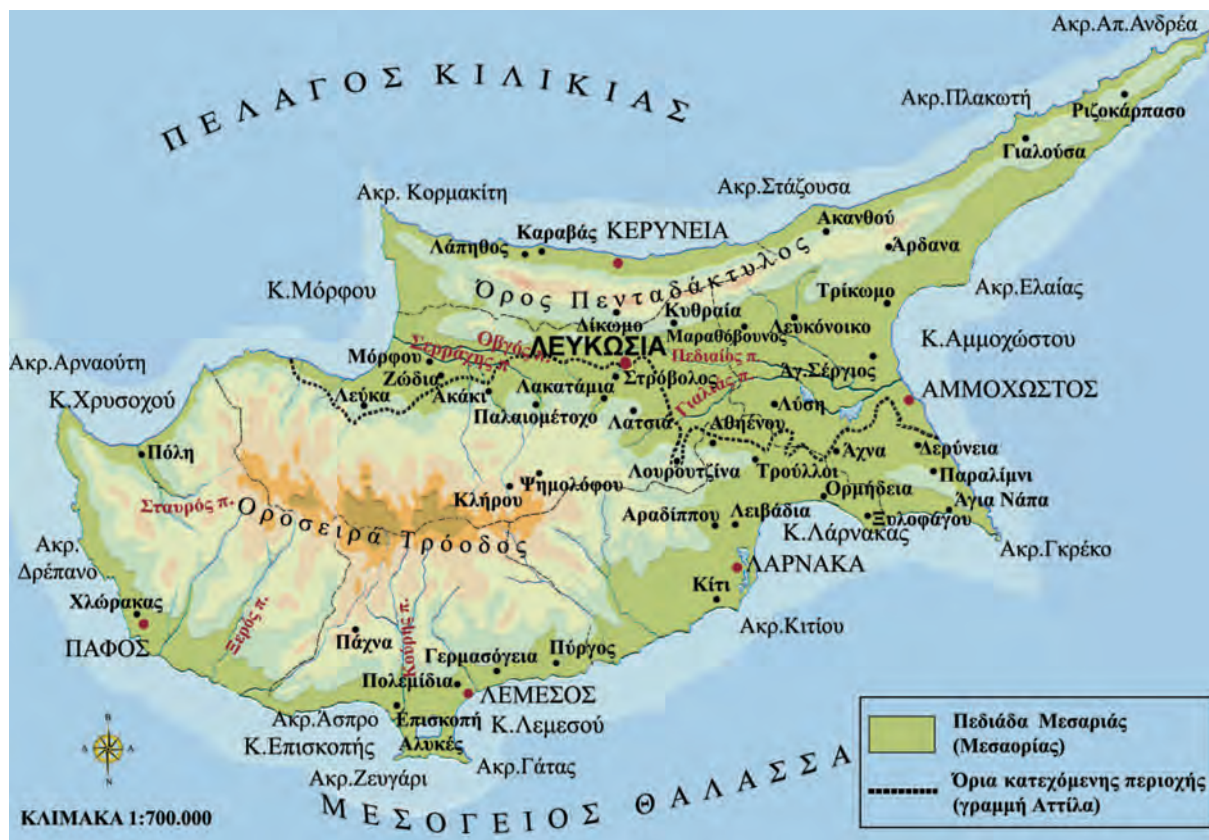 Ακρ.Απ.Ανδρέα
ΠΕΛΑΓΟΣ ΚΙΛΙΚΙΑΣ
Ακρ.Πλακωτή
Ριζοκάρπασο
Γιαλούσα
Ακρ. Κορμακίτη
Ακρ.Στάζουσα
Ακανθού
Καραβάς
ΚΕΡΥΝΕΙΑ
Λάπηθος
Άρδανα
Κ.Μόρφου
Όρος Πενταδάκτυλος
Τρίκωμο
Ακρ.Ελαίας
Δίκωμο
Κυθραία
Μαραθόβουνος
Λευκόνοικο
Κ.Αμμοχώστου
Οβγός π.
ΛΕΥΚΩΣΙΑ
Σερράχης π.
Πεδιαίος π.
Ακρ.Αρναούτη
Μόρφου
Ζώδια
Στρόβολος
Άγ.Σέργιος
Λεύκα
Ακάκι
Λακατάμια
Γιαλιάς π.
ΑΜΜΟΧΩΣΤΟΣ
Κ.Χρυσοχού
Παλαιομέτοχο
Λατσιά
Λύση
Αθηένου
Πόλη
Άχνα
Δερύνεια
Λουρουτζίνα
Τρούλλοι
Παραλίμνι
Ψημολόφου
Κλήρου
Ορμήδεια
Άγια Νάπα
Σταυρός π.
Οροσειρά Τρόοδος
Αραδίππου
Λειβάδια
Ξυλοφάγου
Κ.Λάρνακας
Ακρ.Γκρέκο
Ακρ.
Δρέπανο
ΛΑΡΝΑΚΑ
Κίτι
Χλώρακας
Ακρ.Κιτίου
ΠΑΦΟΣ
Ξερός π.
Πάχνα
Κούρης π.
Γερμασόγεια
Πύργος
Πολεμίδια
ΛΕΜΕΣΟΣ
Ακρ.Άσπρο
Επισκοπή
Κ.Λεμεσού
Κ.Επισκοπής
Αλυκές
Ακρ.Ζευγάρι
Ακρ.Γάτας
ΜΕΣΟΓΕΙΟΣ ΘΑΛΑΣΣΑ
Β
Δ
Α
Ν
ΚΛΙΜΑΚΑ 1:700.000
Πεδιάδα Μεσαριάς
(Μεσαορίας)
Όρια κατεχόμενης περιοχής
(γραμμή Αττίλα)